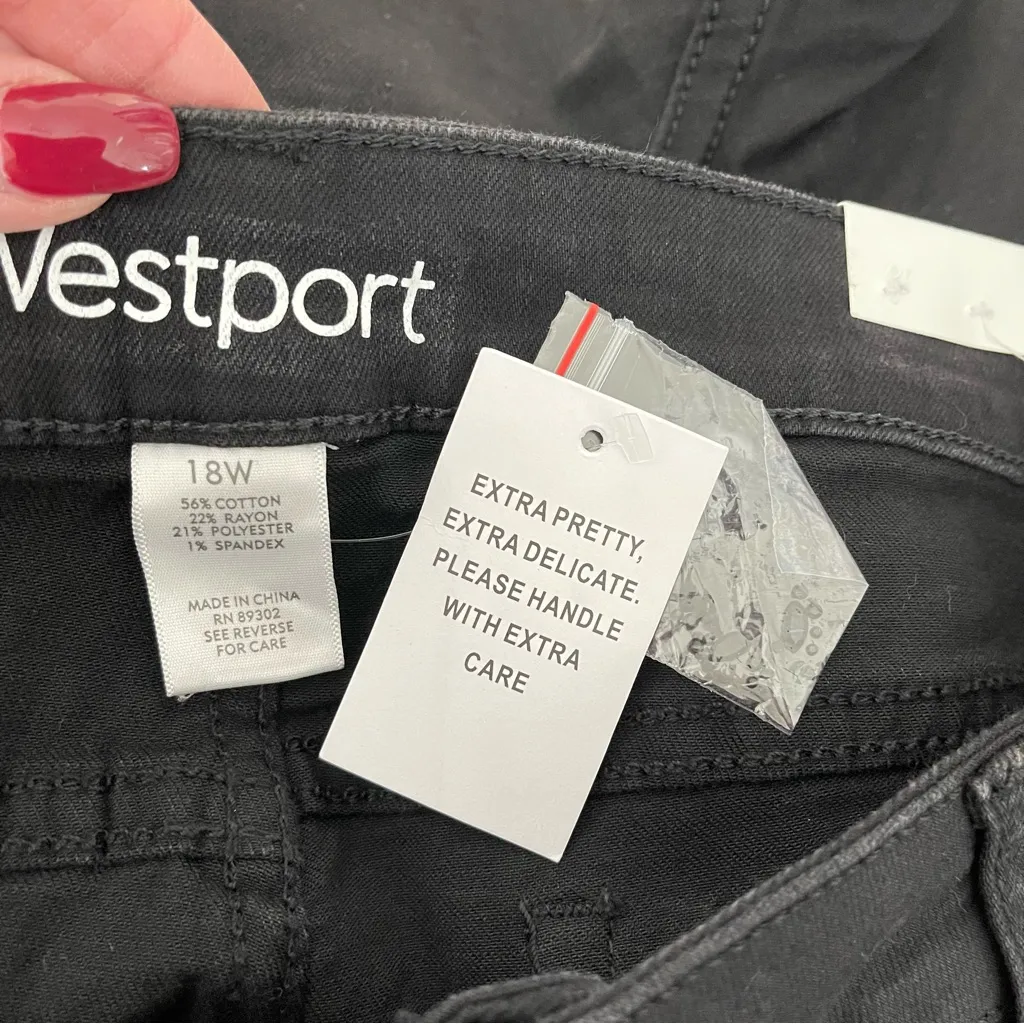 Westport
18W
56% COTTON
22% RAYON
21% POLYESTER
1% SPANDEX
MADE IN CHINA
RN 89302
SEE REVERSE
FOR CARE
EXTRA PRETTY,
EXTRA DELICATE.
PLEASE HANDLE
WITH EXTRA
CARE